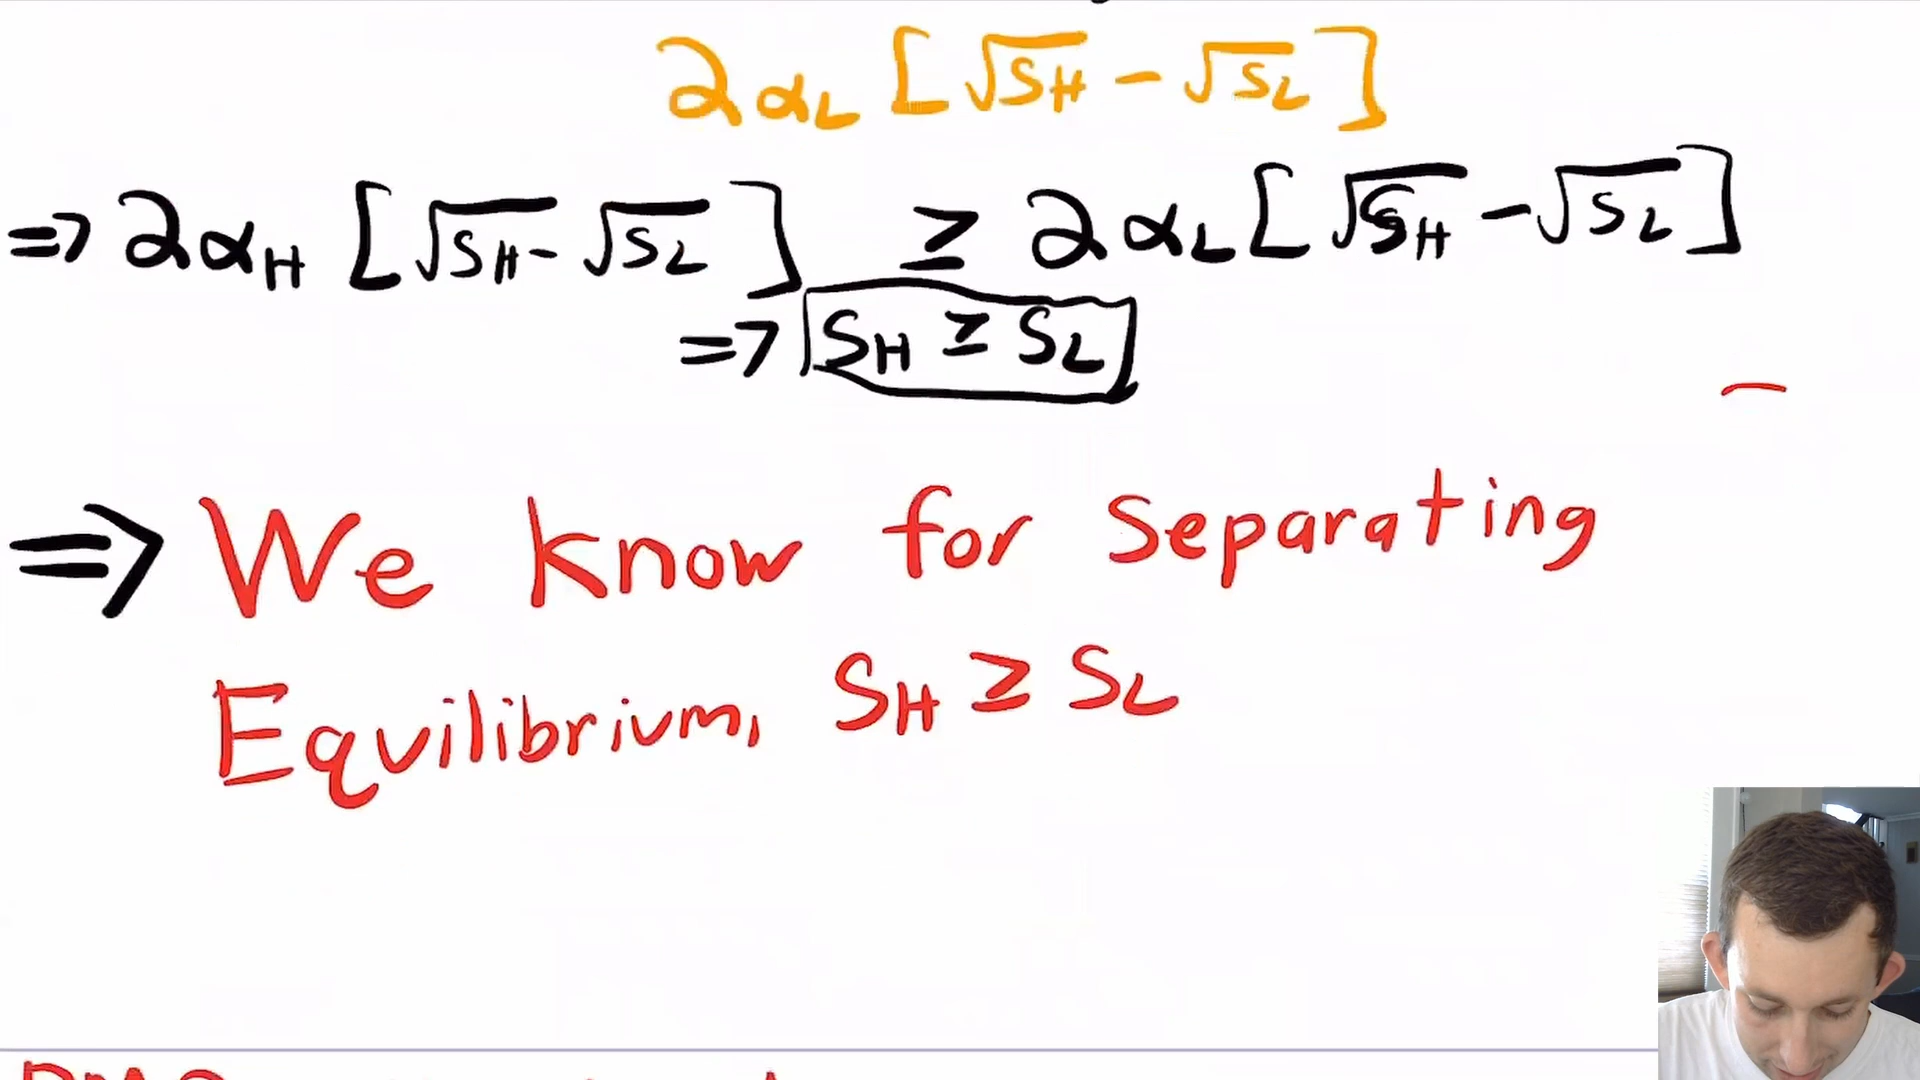 2α_L [√S_H - √S_L]
⇒ 2α_H [√S_H - √S_L] ≥ 2α_L [√S_H - √S_L]
⇒ S_H ≥ S_L
⇒ We know for Separating
Equilibrium, S_H ≥ S_L